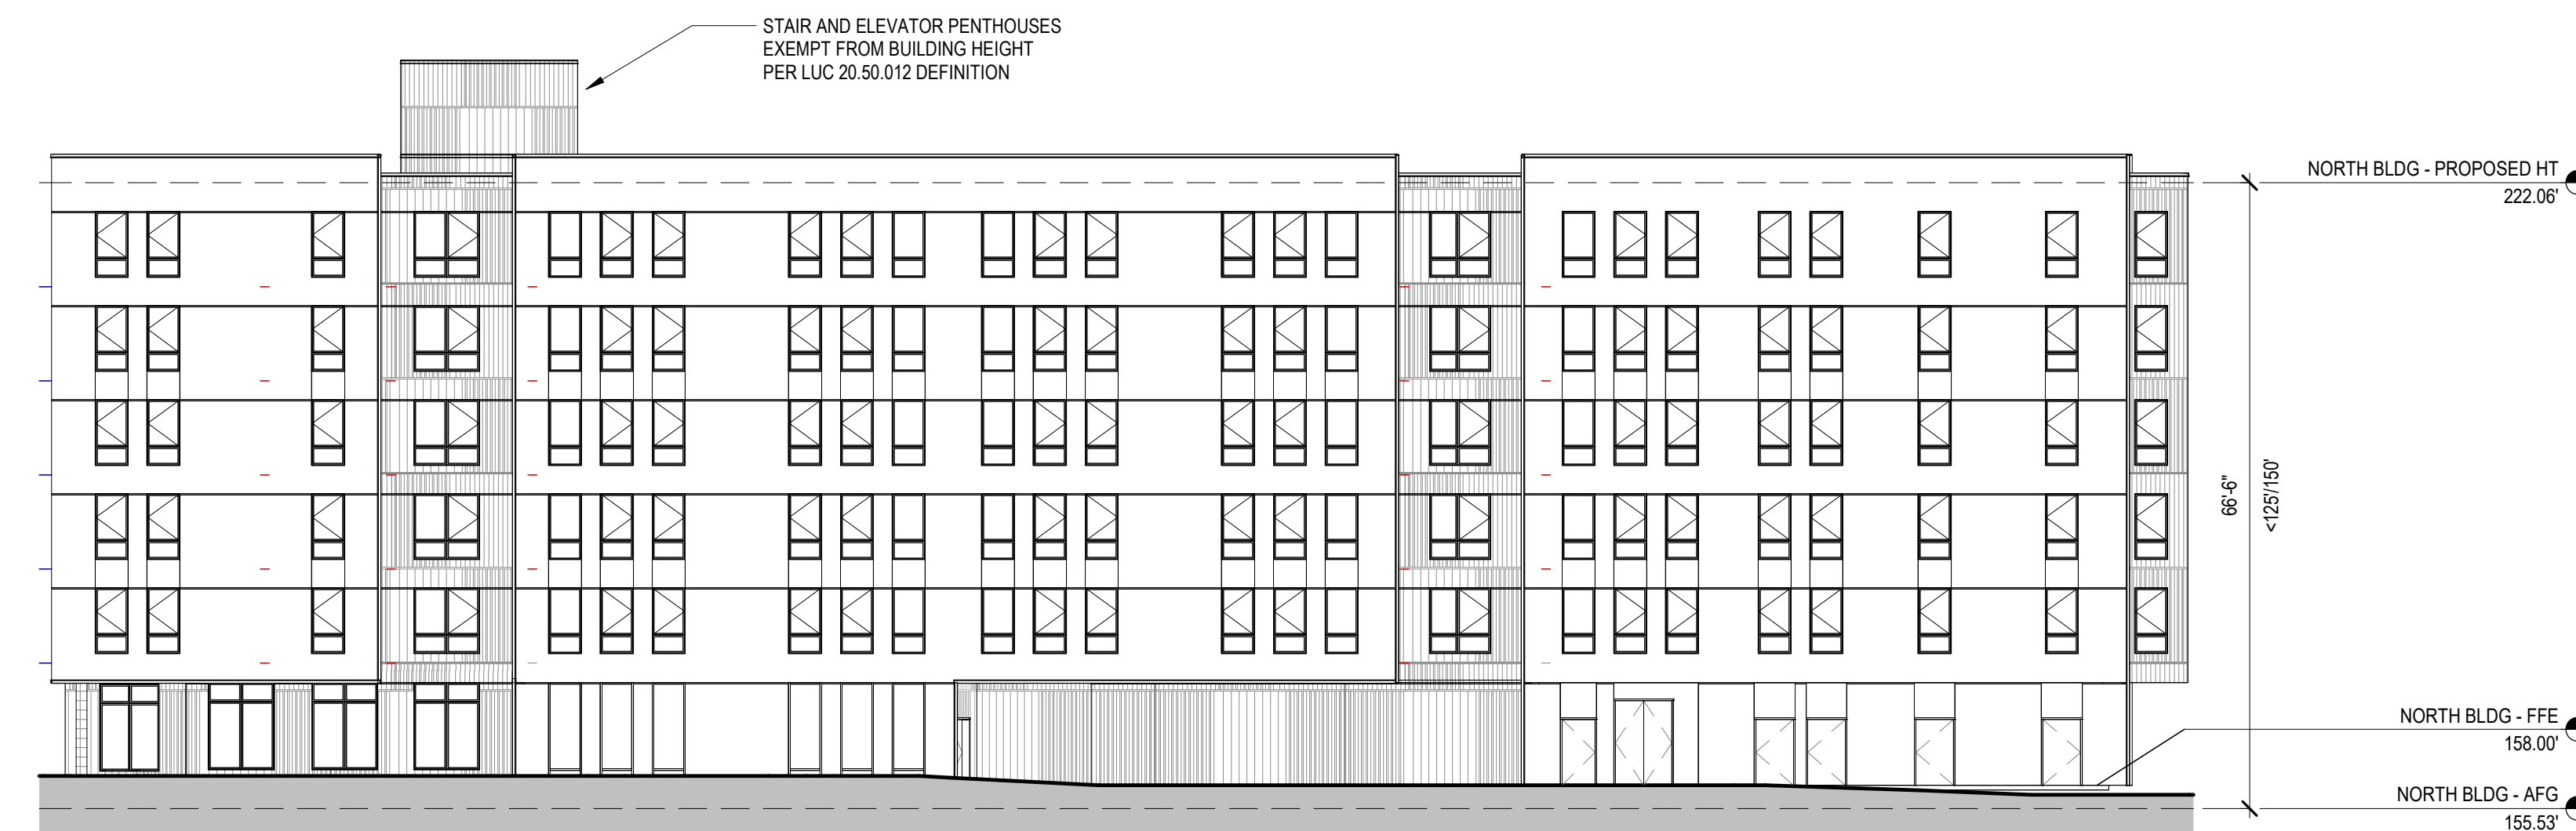 STAIR AND ELEVATOR PENTHOUSES
EXEMPT FROM BUILDING HEIGHT
PER LUC 20.50.012 DEFINITION
NORTH BLDG - PROPOSED HT
222.06'
66'-6"
<125'/150'
NORTH BLDG - FFE
158.00'
NORTH BLDG - AFG
155.53'